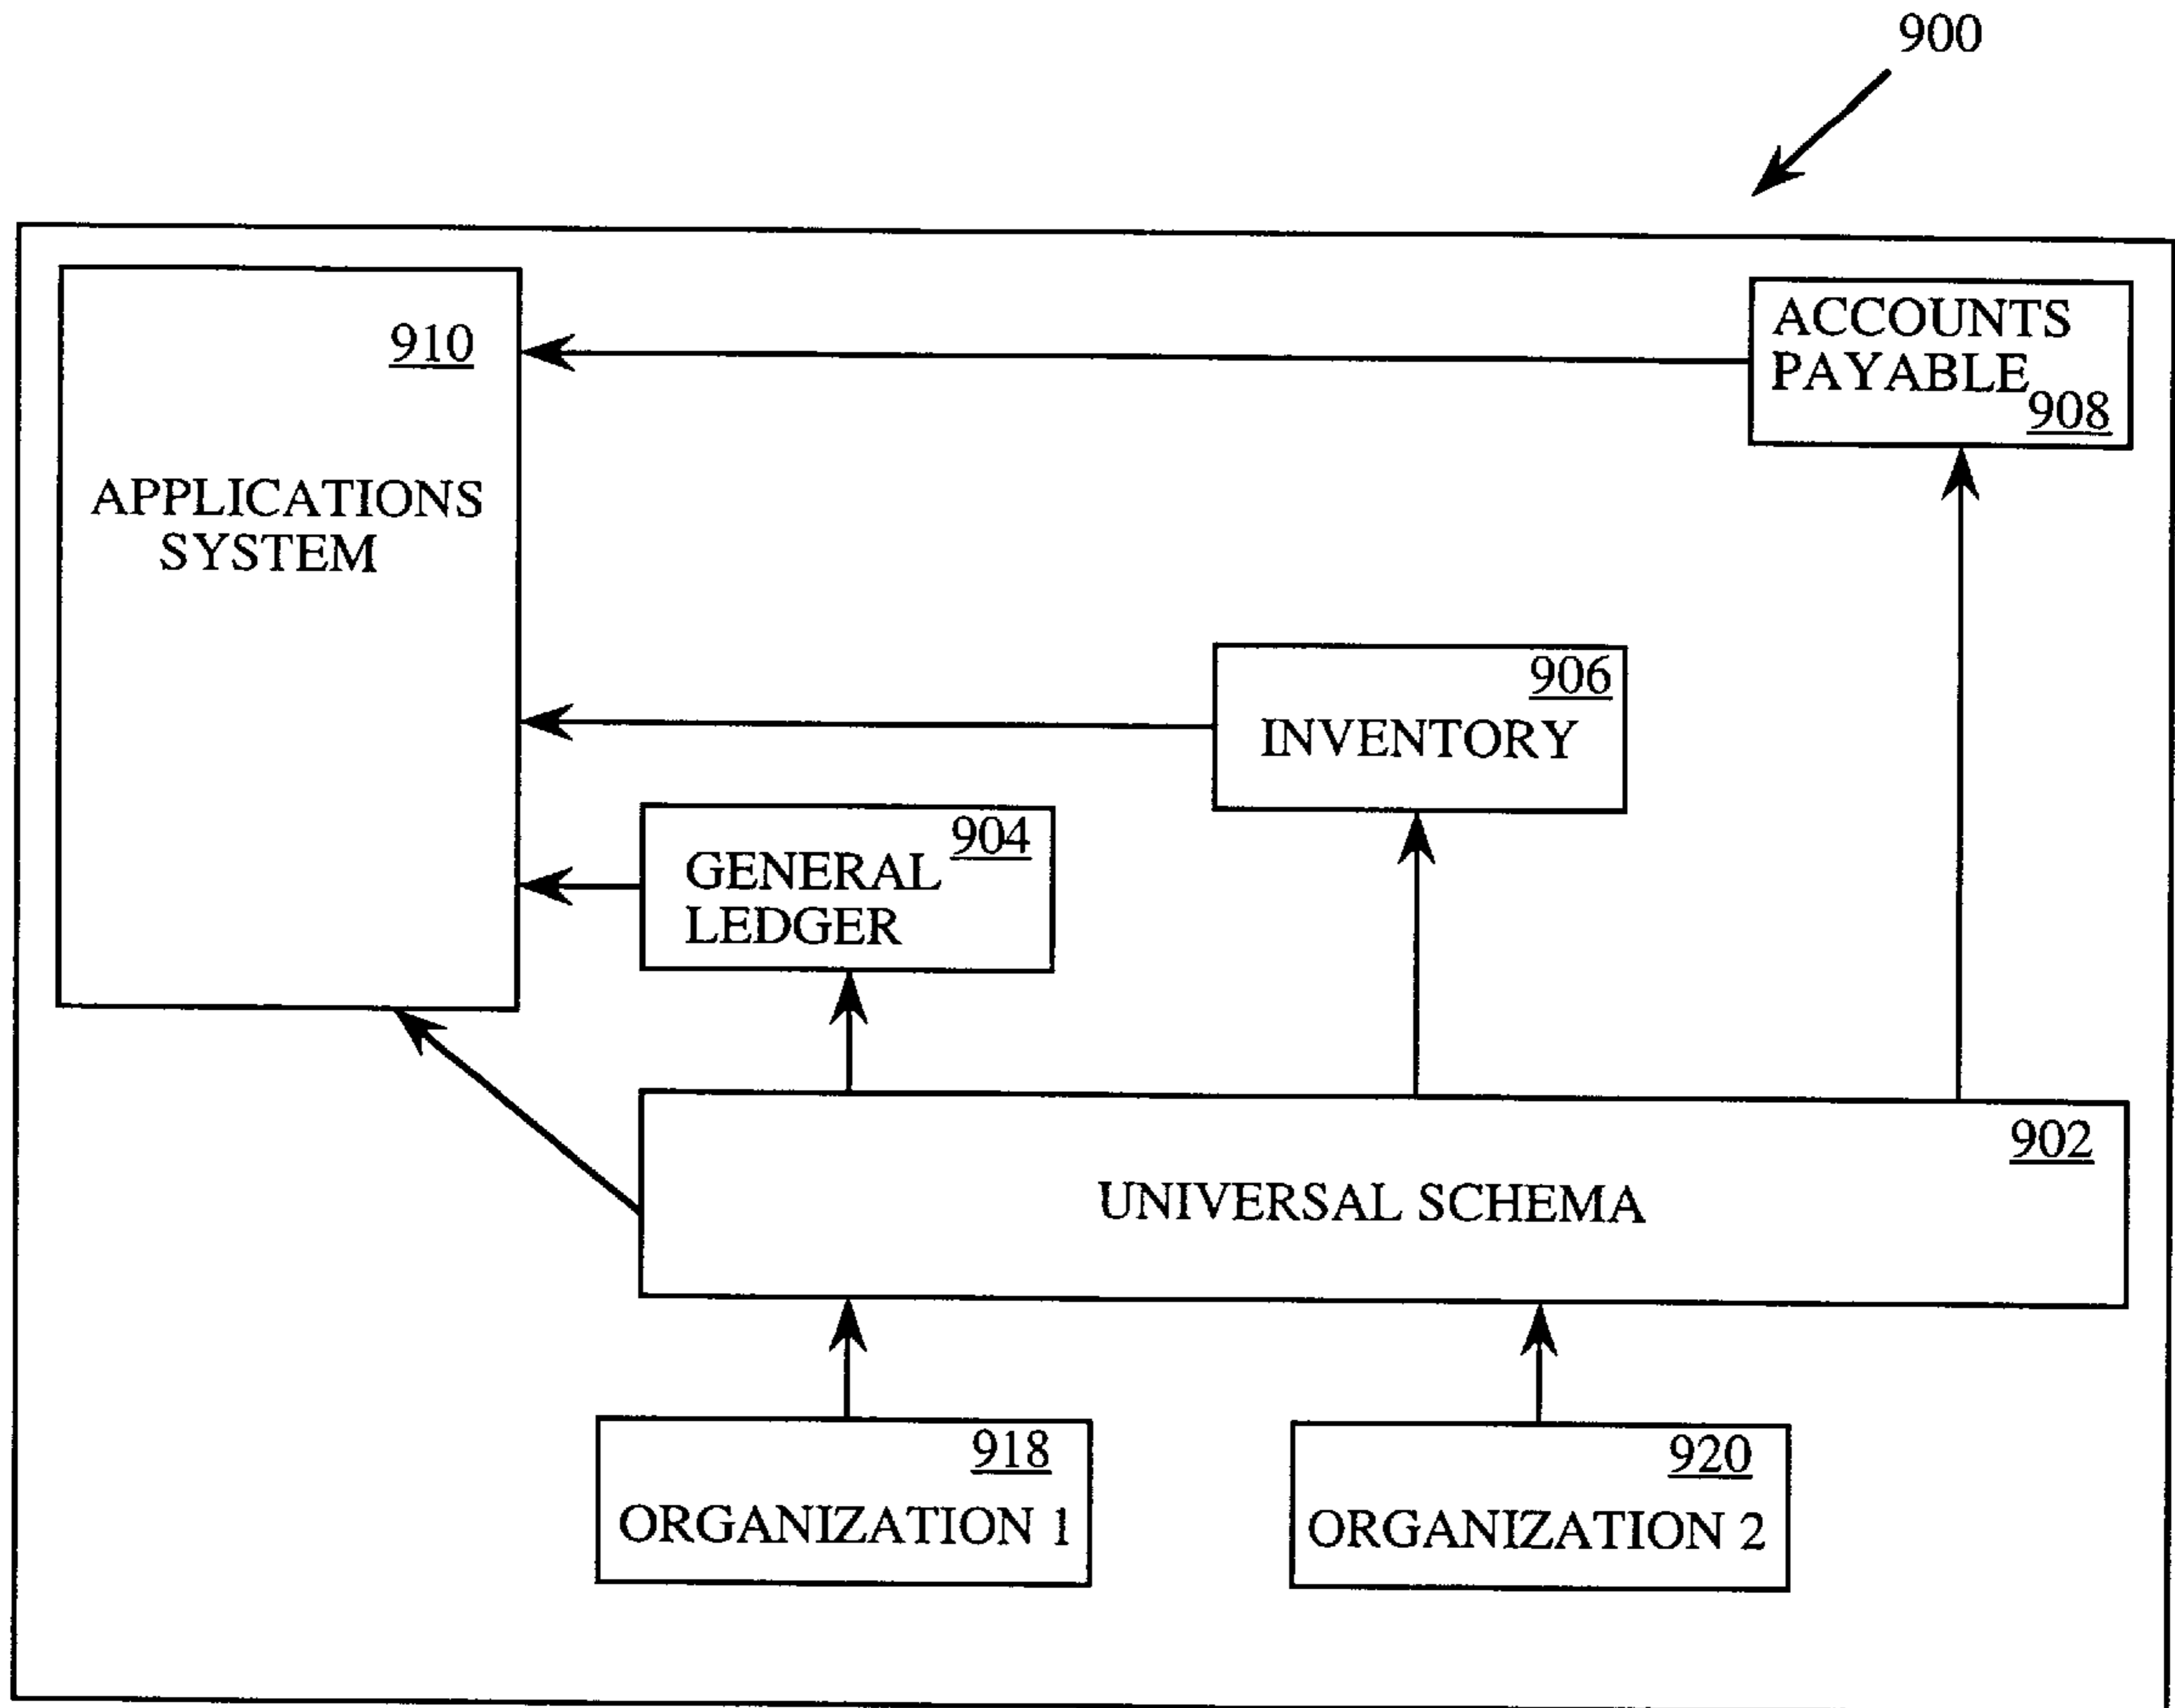 900
910
APPLICATIONS
SYSTEM
ACCOUNTS
PAYABLE
908
906
INVENTORY
904
GENERAL
LEDGER
902
UNIVERSAL SCHEMA
918
ORGANIZATION 1
920
ORGANIZATION 2